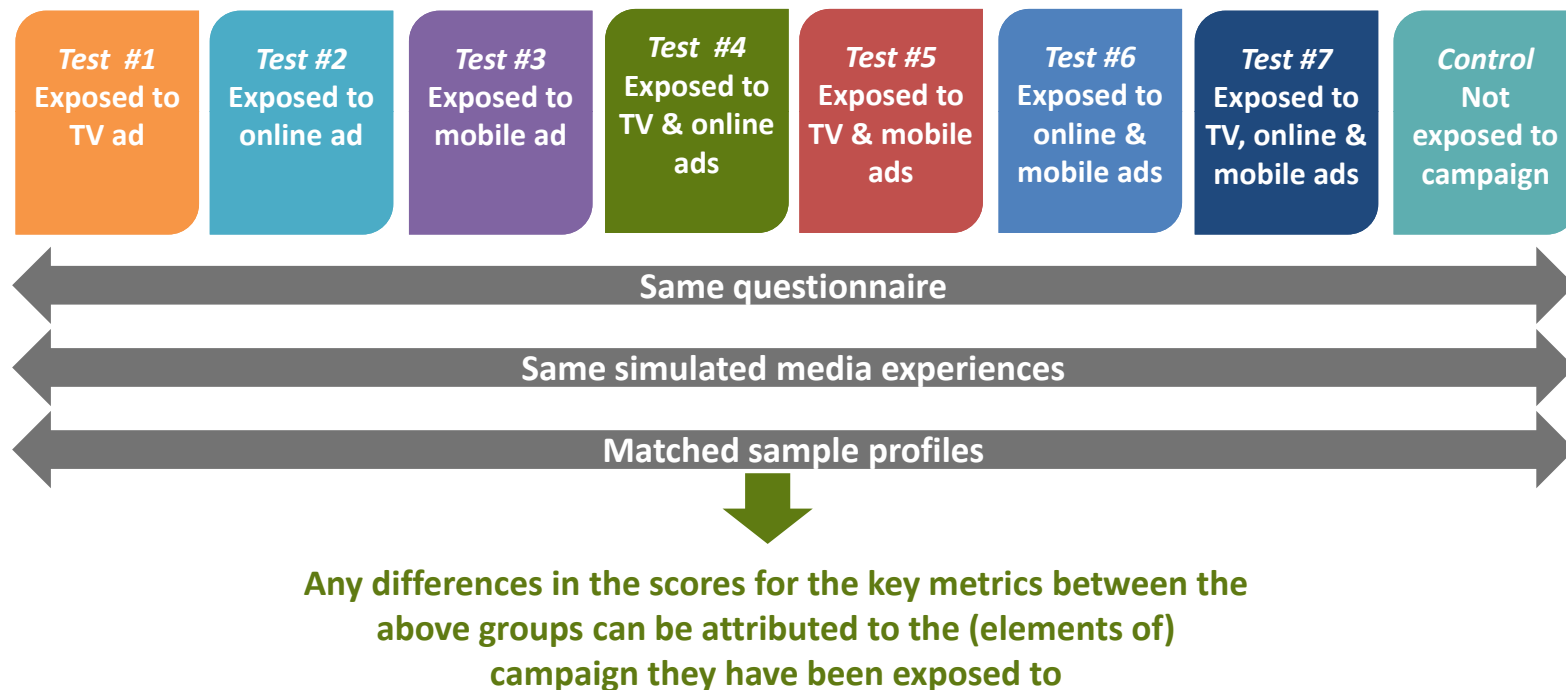 Test #1
Exposed to
TV ad
Test #2
Exposed to
online ad
Test #3
Exposed to
mobile ad
Test #4
Exposed to
TV & online
ads
Test #5
Exposed to
TV & mobile
ads
Test #6
Exposed to
online &
mobile ads
Test #7
Exposed to
TV, online &
mobile ads
Control
Not
exposed to
campaign
Same questionnaire
Same simulated media experiences
Matched sample profiles
Any differences in the scores for the key metrics between the
above groups can be attributed to the (elements of)
campaign they have been exposed to